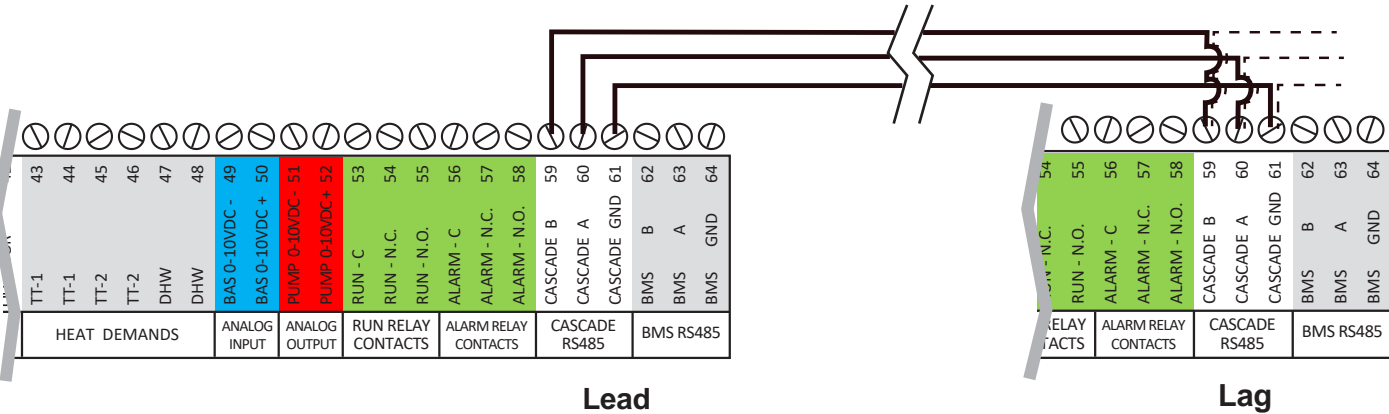 43 44 45 46 47 48 49 50 51 52 53 54 55 56 57 58 59 60 61 62 63 64
TT-1
TT-1
TT-2
TT-2
DHW
DHW
BAS 0-10VDC -
BAS 0-10VDC +
PUMP 0-10VDC -
PUMP 0-10VDC+
RUN - C
RUN - N.C.
RUN - N.O.
ALARM - C
ALARM - N.C.
ALARM - N.O.
CASCADE B
CASCADE A
CASCADE GND
BMS B
BMS A
BMS GND
HEAT DEMANDS
ANALOG
INPUT
ANALOG
OUTPUT
RUN RELAY
CONTACTS
ALARM RELAY
CONTACTS
CASCADE
RS485
BMS RS485
Lead
54 55 56 57 58 59 60 61 62 63 64
N.C.
RUN - N.O.
ALARM - C
ALARM - N.C.
ALARM - N.O.
CASCADE B
CASCADE A
CASCADE GND
BMS B
BMS A
BMS GND
ALARM RELAY
CONTACTS
CASCADE
RS485
BMS RS485
Lag